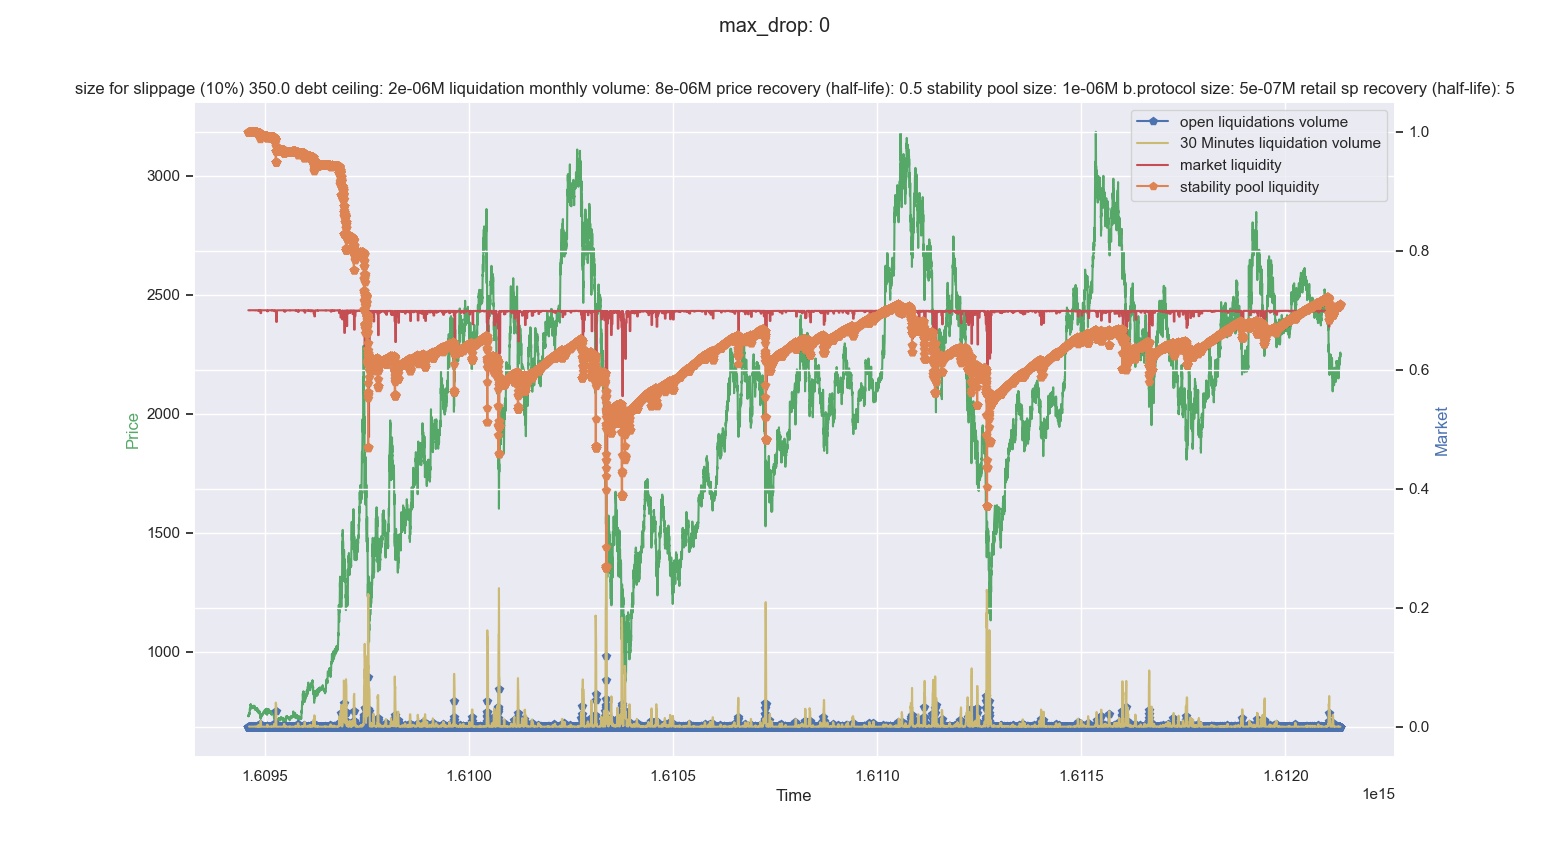 max_drop: 0
size for slippage (10%) 350.0 debt ceiling: 2e-06M liquidation monthly volume: 8e-06M price recovery (half-life): 0.5 stability pool size: 1e-06M b.protocol size: 5e-07M retail sp recovery (half-life): 5
open liquidations volume
30 Minutes liquidation volume
market liquidity
stability pool liquidity
3000
2500
2000
1500
1000
Price
1.0
0.8
0.6
0.4
0.2
0.0
Market
1.6095 1.6100 1.6105 1.6110 1.6115 1.6120
Time
1e15